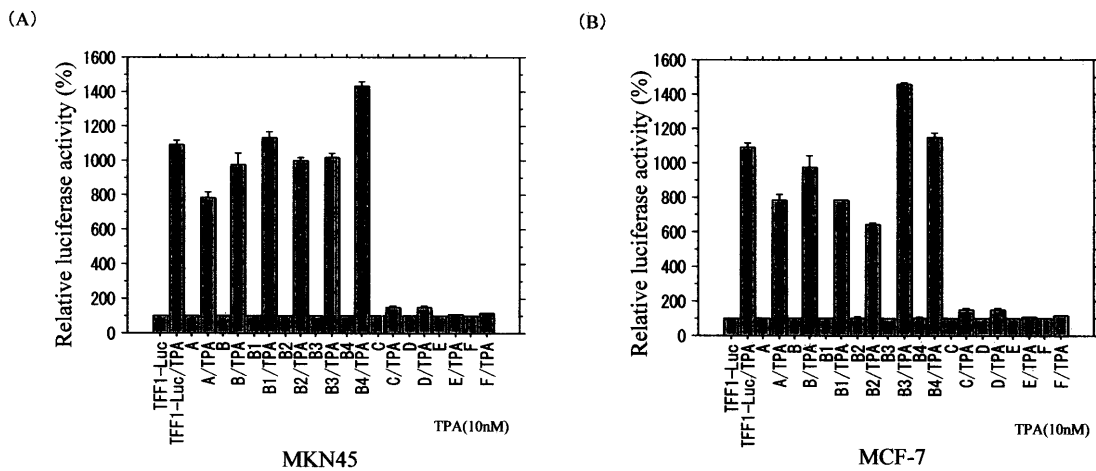 (A)
Relative luciferase activity (%)
1600
1400
1200
1000
800
600
400
200
0
TFF1-Luc
TFF1-Luc/TPA
A
A/TPA
B
B/TPA
B1
B1/TPA
B2
B2/TPA
B3
B3/TPA
B4
B4/TPA
C
C/TPA
D
D/TPA
E
E/TPA
F
F/TPA
TPA(10nM)
MKN45
(B)
Relative luciferase activity (%)
1600
1400
1200
1000
800
600
400
200
0
TFF1-Luc
TFF1-Luc/TPA
A
A/TPA
B
B/TPA
B1
B1/TPA
B2
B2/TPA
B3
B3/TPA
B4
B4/TPA
C
C/TPA
D
D/TPA
E
E/TPA
F
F/TPA
TPA(10nM)
MCF-7